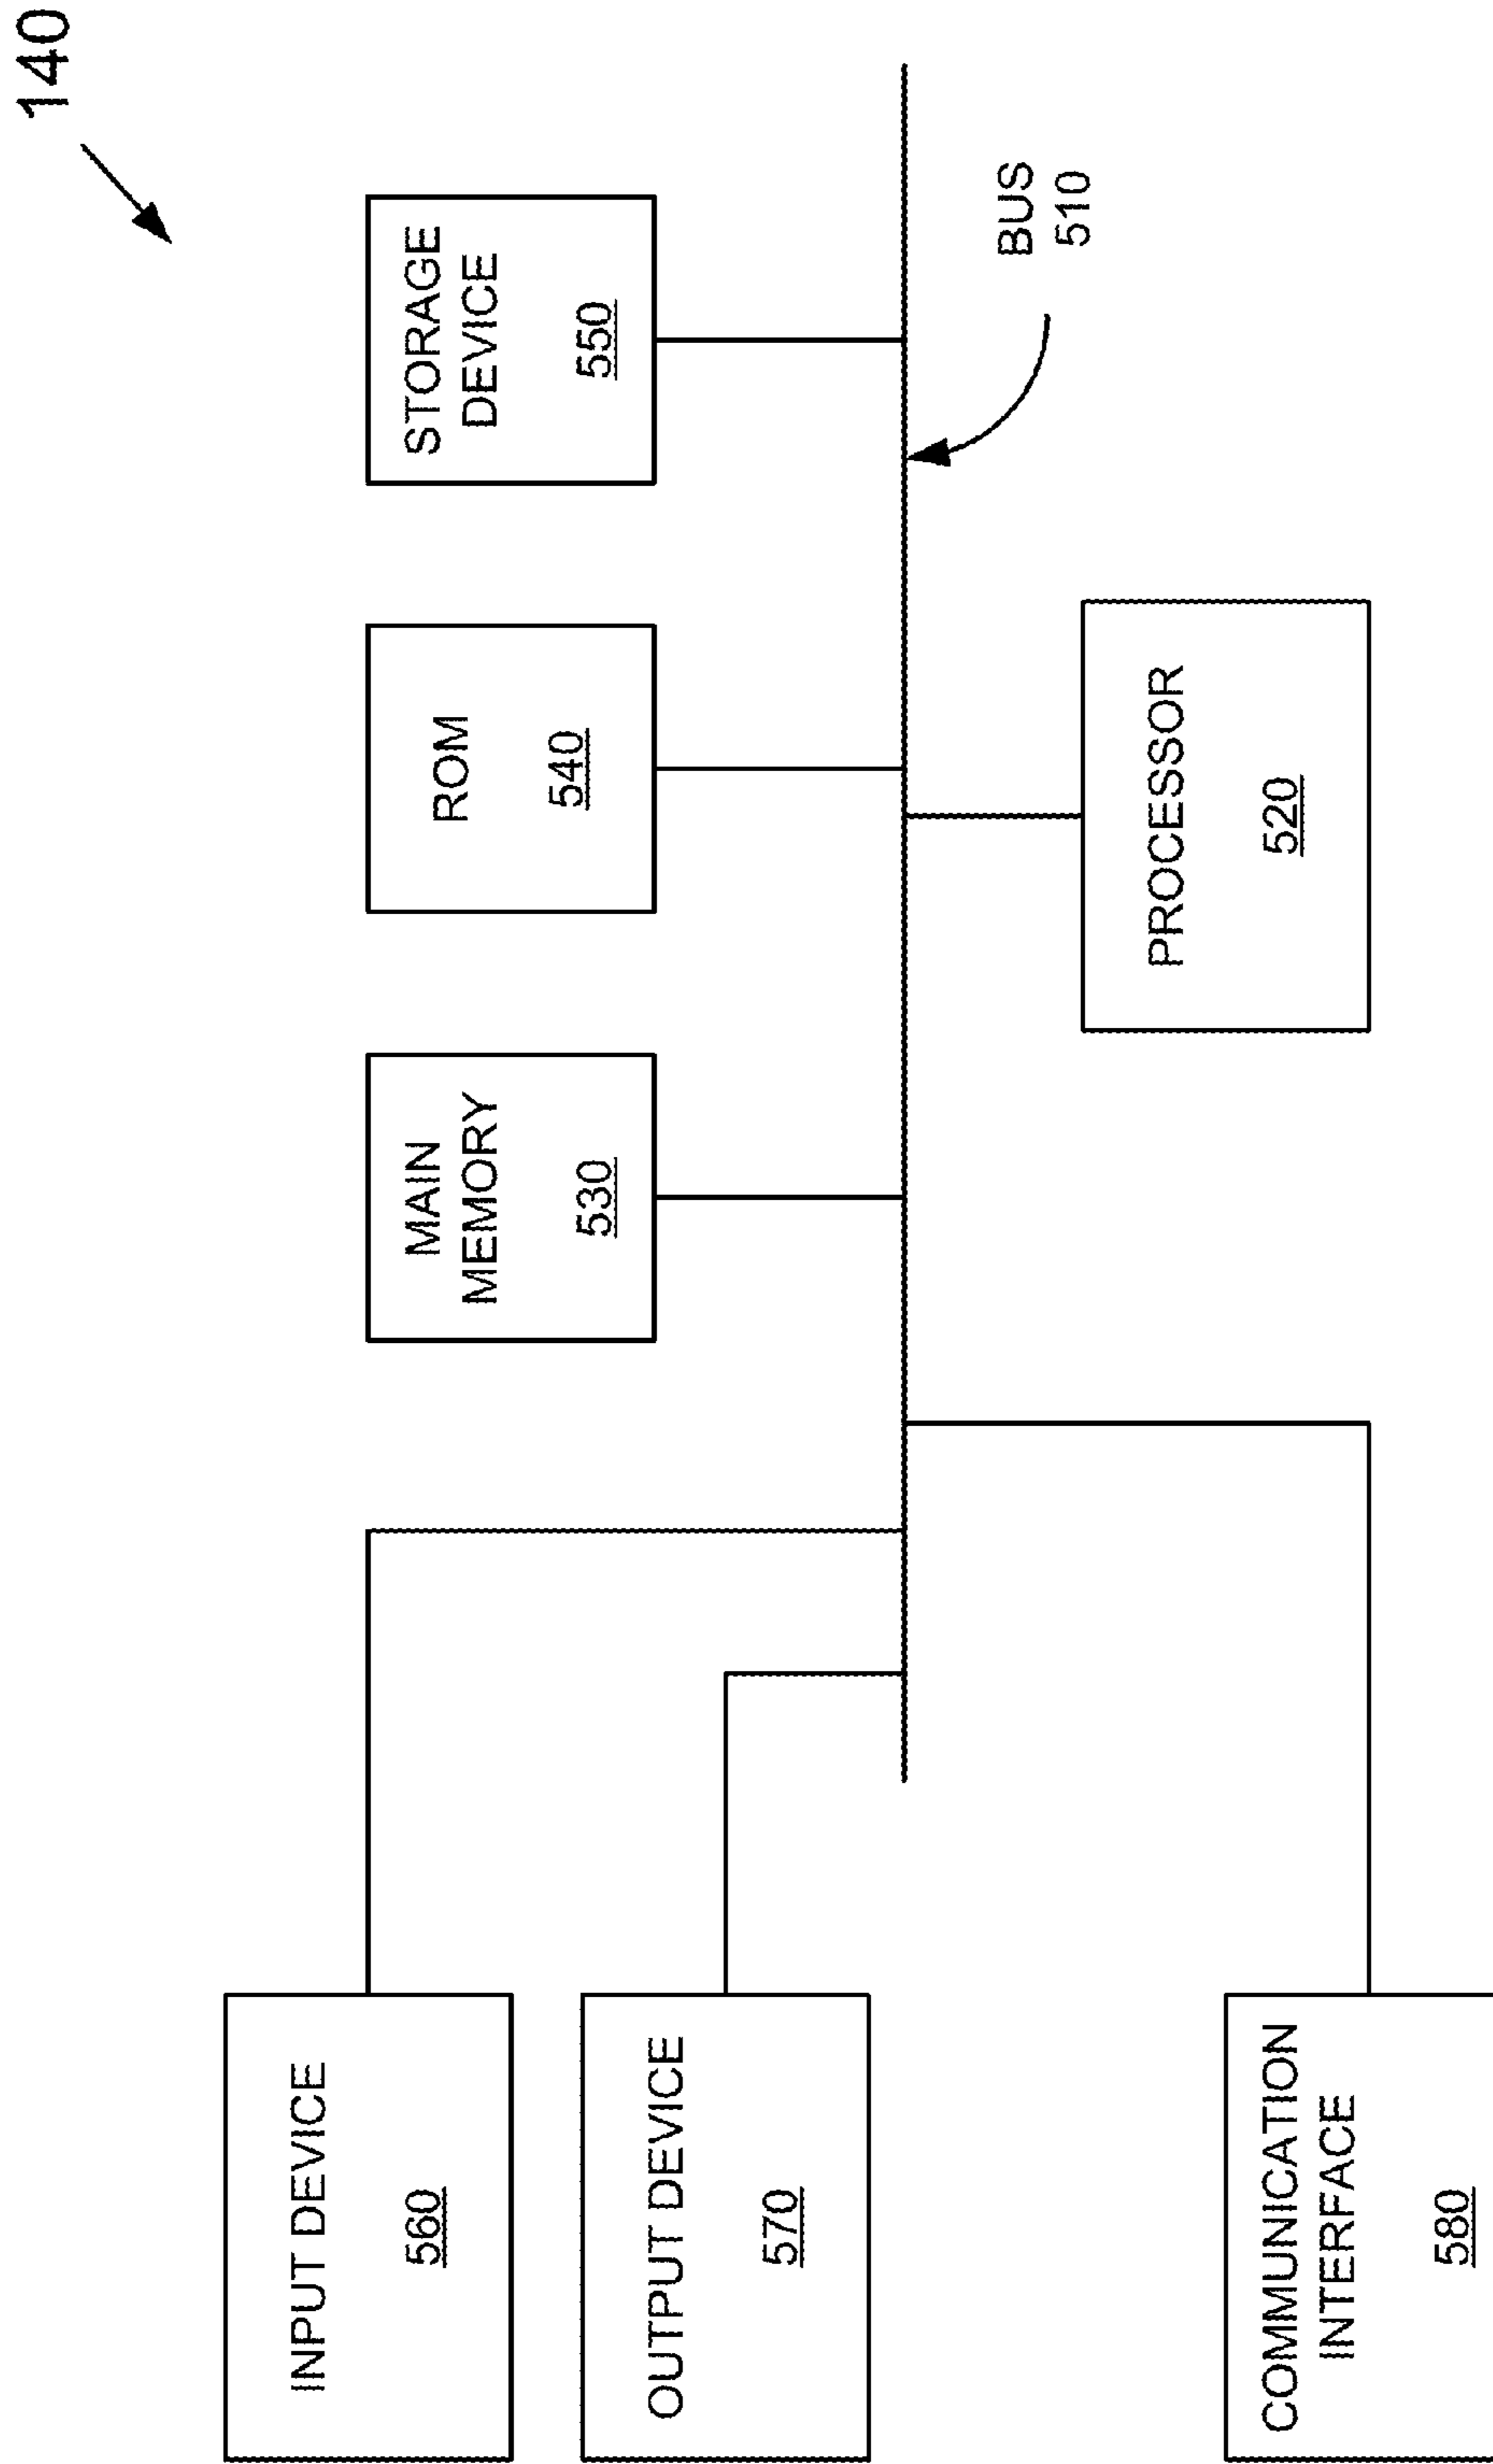 140
INPUT DEVICE
560
OUTPUT DEVICE
570
COMMUNICATION
INTERFACE
580
MAIN
MEMORY
530
ROM
540
STORAGE
DEVICE
550
BUS
510
PROCESSOR
520